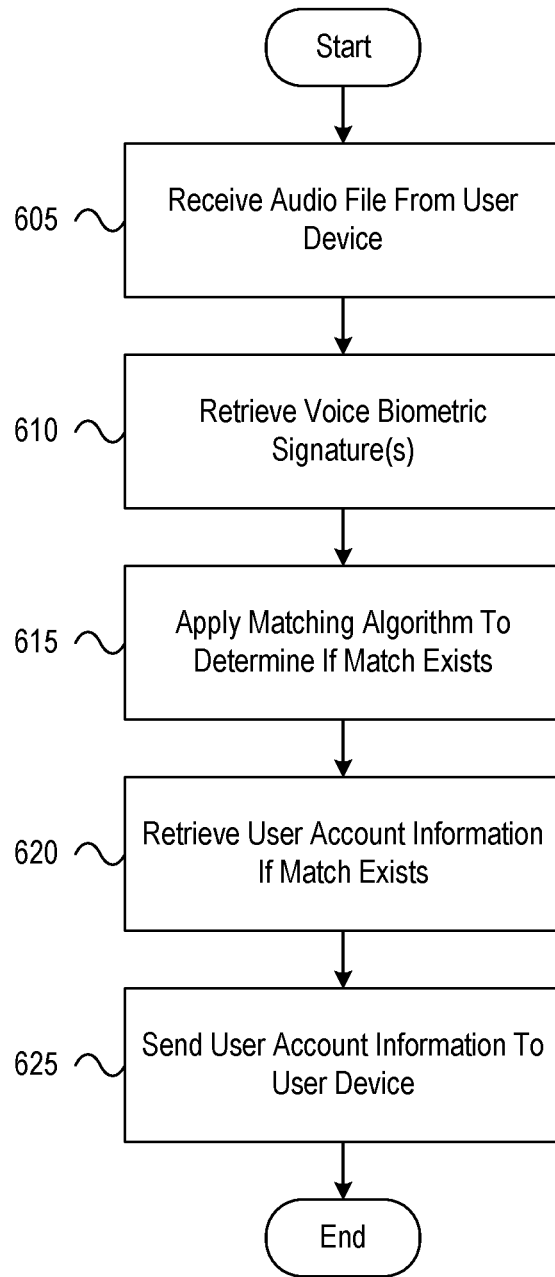 Start
605
Receive Audio File From User
Device
610
Retrieve Voice Biometric
Signature(s)
615
Apply Matching Algorithm To
Determine If Match Exists
620
Retrieve User Account Information
If Match Exists
625
Send User Account Information To
User Device
End